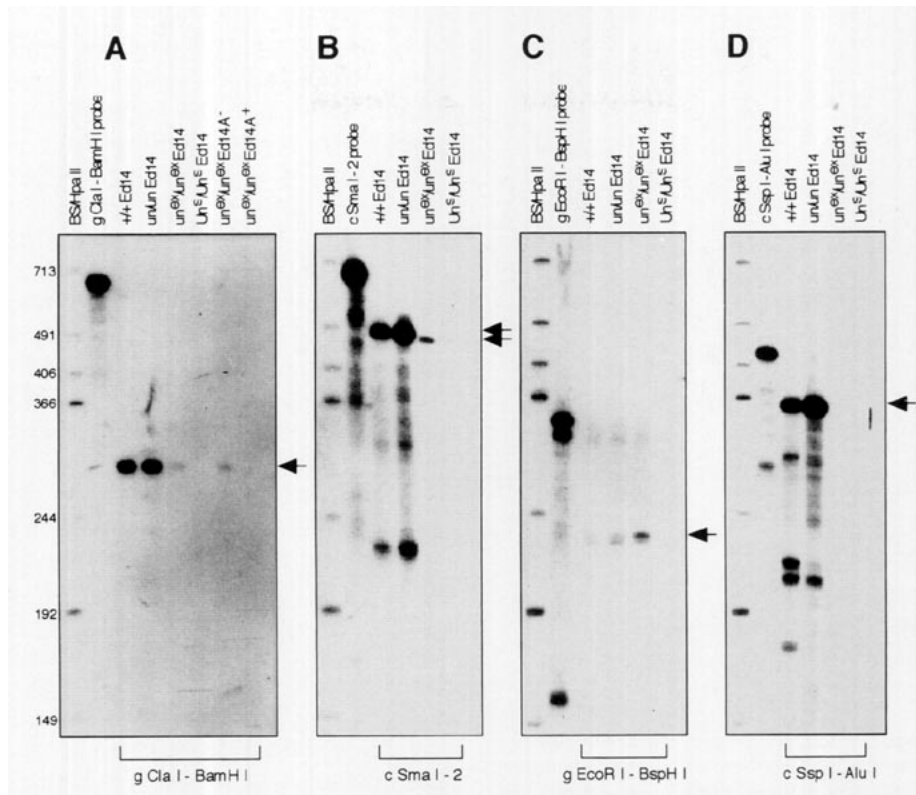 A
B
C
D
BS/Hpa II
g Cla I - BamH I probe
+/+ Ed14
un/un Ed14
un^ex/un^ex Ed14
Un^s/Un^s Ed14
un^ex/un^ex Ed14A^-
un^ex/un^ex Ed14A^+
BS/Hpa II
c Sma I - 2 probe
+/+ Ed14
un/un Ed14
un^ex/un^ex Ed14
Un^s/Un^s Ed14
BS/Hpa II
g EcoR I - BspH I probe
+/+ Ed14
un/un Ed14
un^ex/un^ex Ed14
Un^s/Un^s Ed14
BS/Hpa II
c Ssp I - Alu I probe
+/+ Ed14
un/un Ed14
un^ex/un^ex Ed14
Un^s/Un^s Ed14
713
491
406
366
244
192
149
g Cla I - BamH I
c Sma I - 2
g EcoR I - BspH I
c Ssp I - Alu I